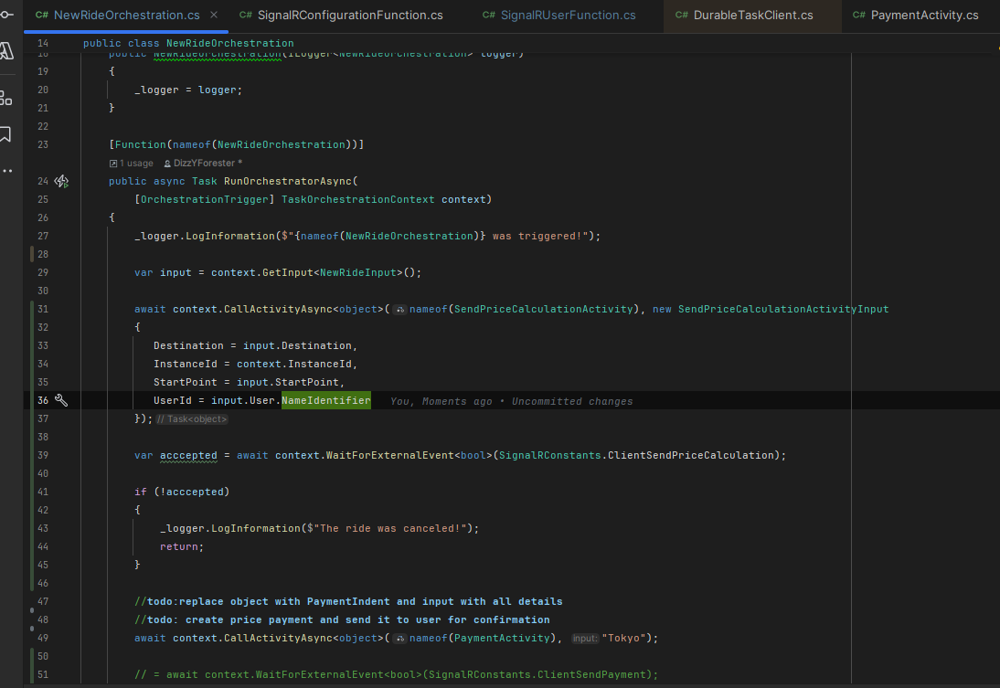 C# NewRideOrchestration.cs × C# SignalRConfigurationFunction.cs C# SignalRUserFunction.cs C# DurableTaskClient.cs C# PaymentActivity.cs
14 public class NewRideOrchestration
18 public NewRideOrchestration(ILogger<NewRideOrchestration> logger)
19 {
20 _logger = logger;
21 }
22
23 [Function(nameof(NewRideOrchestration))]
1 usage DizzYForester *
24 public async Task RunOrchestratorAsync(
25 [OrchestrationTrigger] TaskOrchestrationContext context)
26 {
27 _logger.LogInformation($"{nameof(NewRideOrchestration)} was triggered!");
28
29 var input = context.GetInput<NewRideInput>();
30
31 await context.CallActivityAsync<object>( nameof(SendPriceCalculationActivity), new SendPriceCalculationActivityInput
32 {
33 Destination = input.Destination,
34 InstanceId = context.InstanceId,
35 StartPoint = input.StartPoint,
36 UserId = input.User.NameIdentifier You, Moments ago • Uncommitted changes
37 }); // Task<object>
38
39 var acccepted = await context.WaitForExternalEvent<bool>(SignalRConstants.ClientSendPriceCalculation);
40
41 if (!acccepted)
42 {
43 _logger.LogInformation($"The ride was canceled!");
44 return;
45 }
46
47 //todo:replace object with PaymentIndent and input with all details
48 //todo: create price payment and send it to user for confirmation
49 await context.CallActivityAsync<object>( nameof(PaymentActivity), input: "Tokyo");
50
51 // = await context.WaitForExternalEvent<bool>(SignalRConstants.ClientSendPayment);